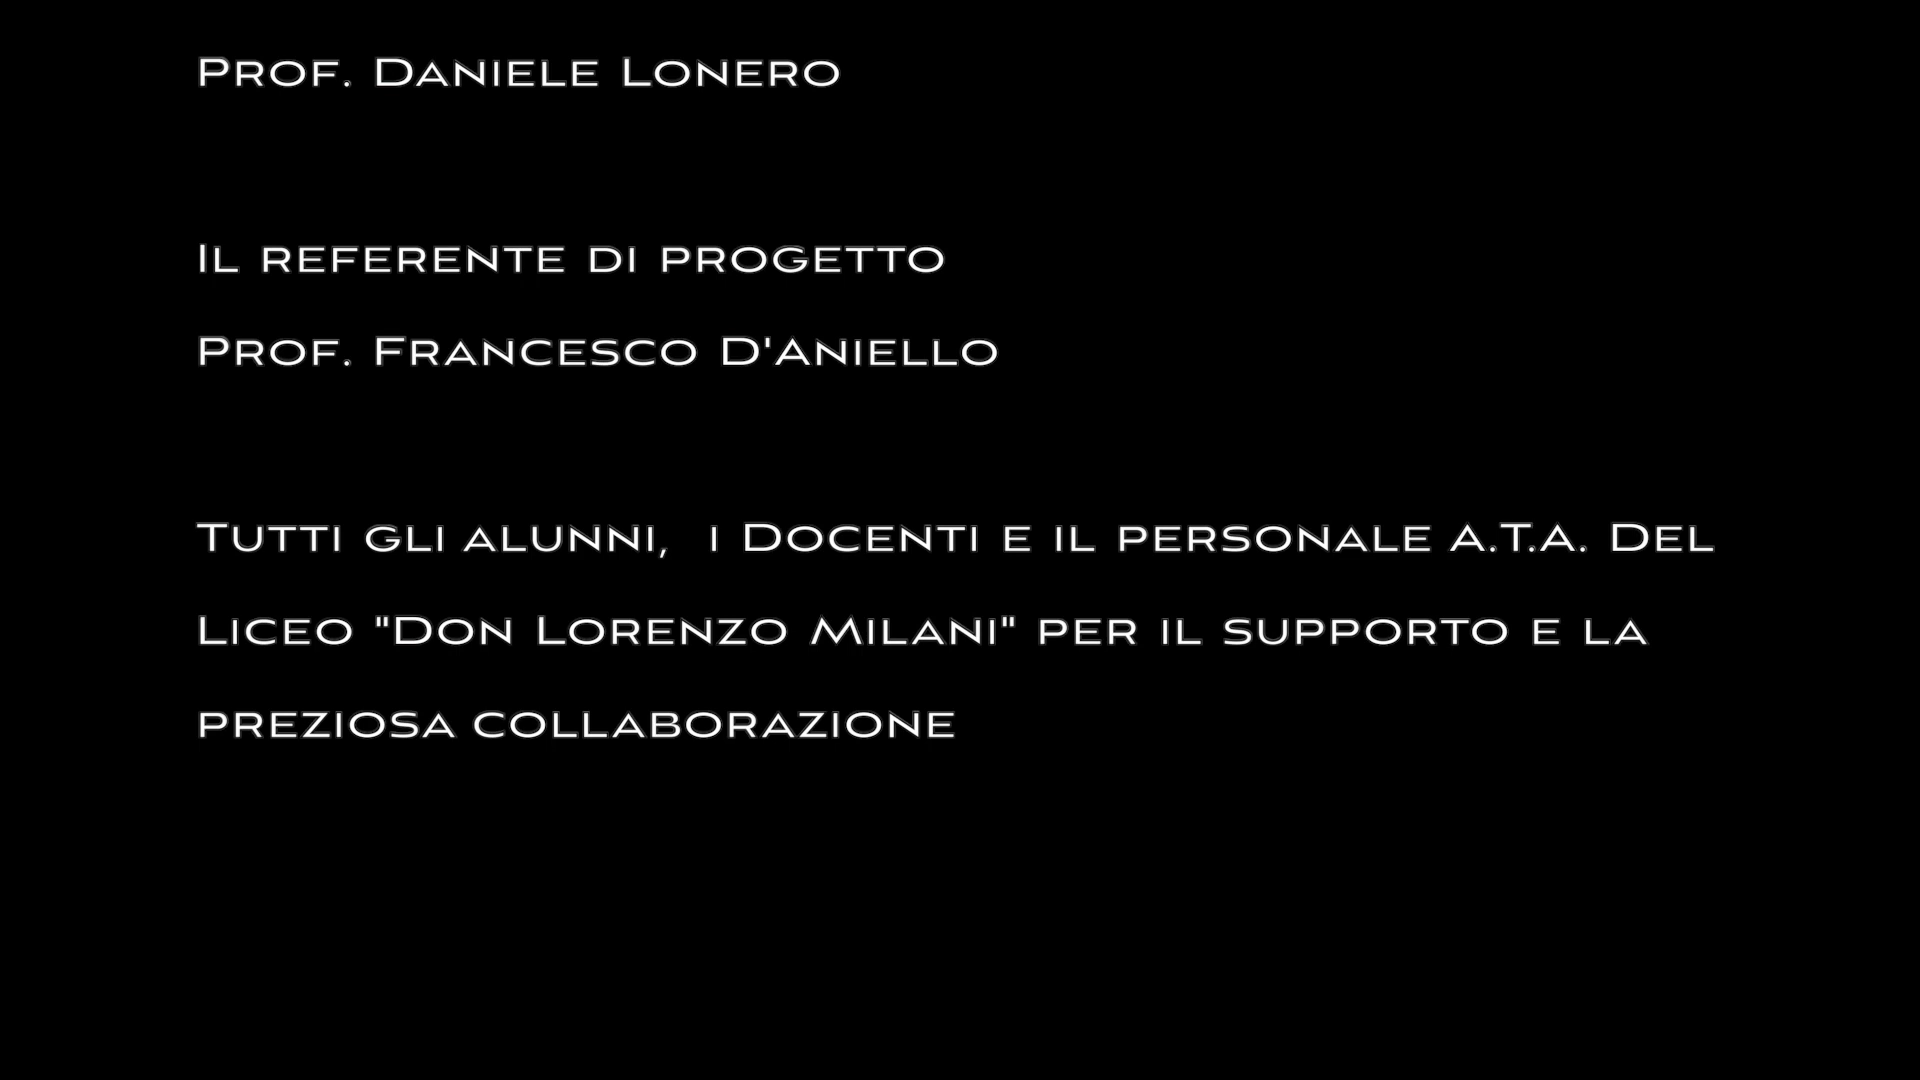 Prof. Daniele Lonero
Il referente di progetto
Prof. Francesco D'Aniello
Tutti gli alunni,  i Docenti e il personale A.T.A. Del
Liceo "Don Lorenzo Milani" per il supporto e la
preziosa collaborazione